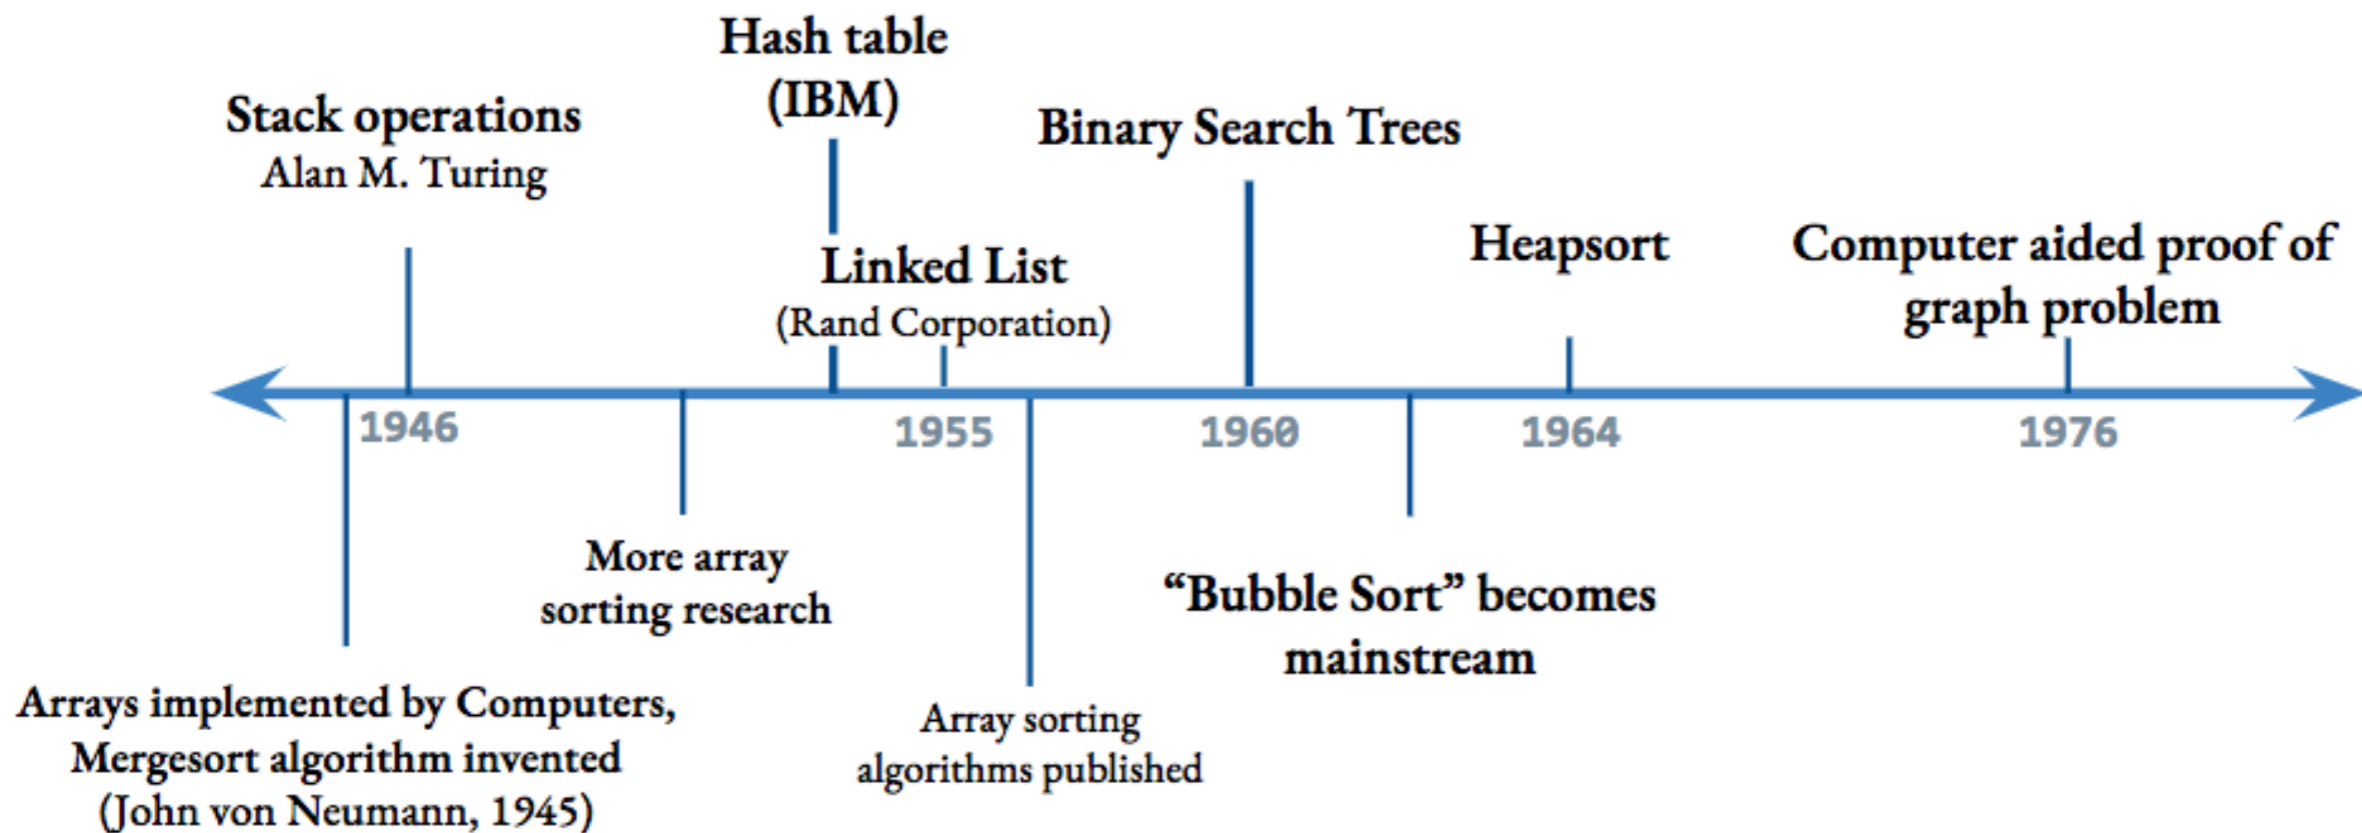 Hash table
(IBM)
Stack operations
Alan M. Turing
Binary Search Trees
Linked List
(Rand Corporation)
Heapsort
Computer aided proof of
graph problem
1946
1955
1960
1964
1976
More array
sorting research
“Bubble Sort” becomes
mainstream
Arrays implemented by Computers,
Mergesort algorithm invented
(John von Neumann, 1945)
Array sorting
algorithms published